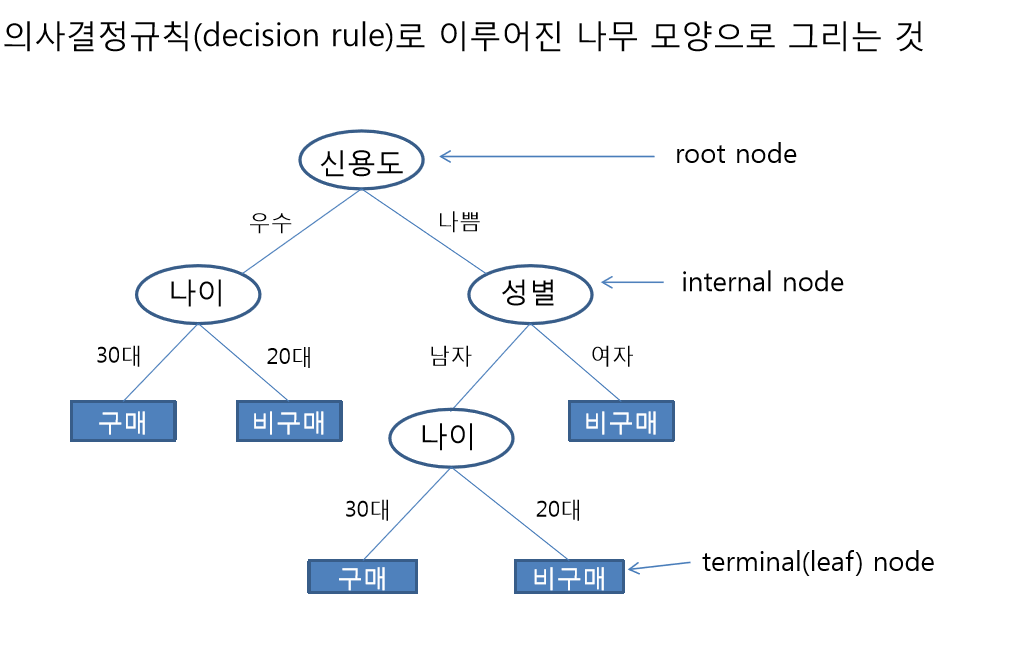 의사결정규칙(decision rule)로 이루어진 나무 모양으로 그리는 것
신용도
root node
우수
나쁨
나이
성별
internal node
30대
20대
남자
여자
구매
비구매
나이
비구매
30대
20대
구매
비구매
terminal(leaf) node